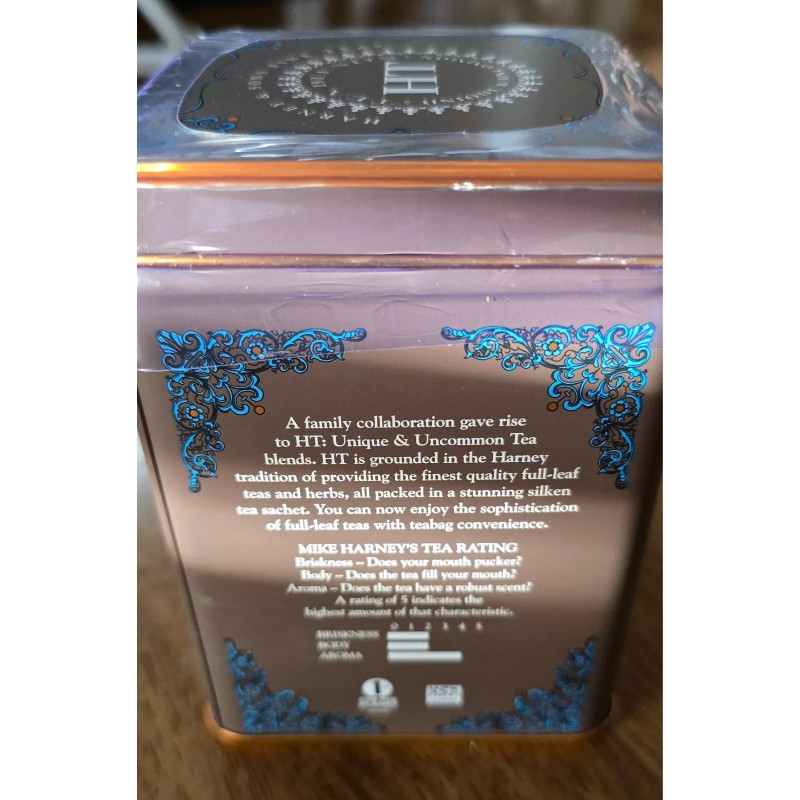 HT
A family collaboration gave rise
to HT: Unique & Uncommon Tea
blends. HT is grounded in the Harney
tradition of providing the finest quality full-leaf
teas and herbs, all packed in a stunning silken
tea sachet. You can now enjoy the sophistication
of full-leaf teas with teabag convenience.
MIKE HARNEY'S TEA RATING
Briskness – Does your mouth pucker?
Body – Does the tea fill your mouth?
Aroma – Does the tea have a robust scent?
A rating of 5 indicates the
highest amount of that characteristic.
0 1 2 3 4 5
BRISKNESS
BODY
AROMA